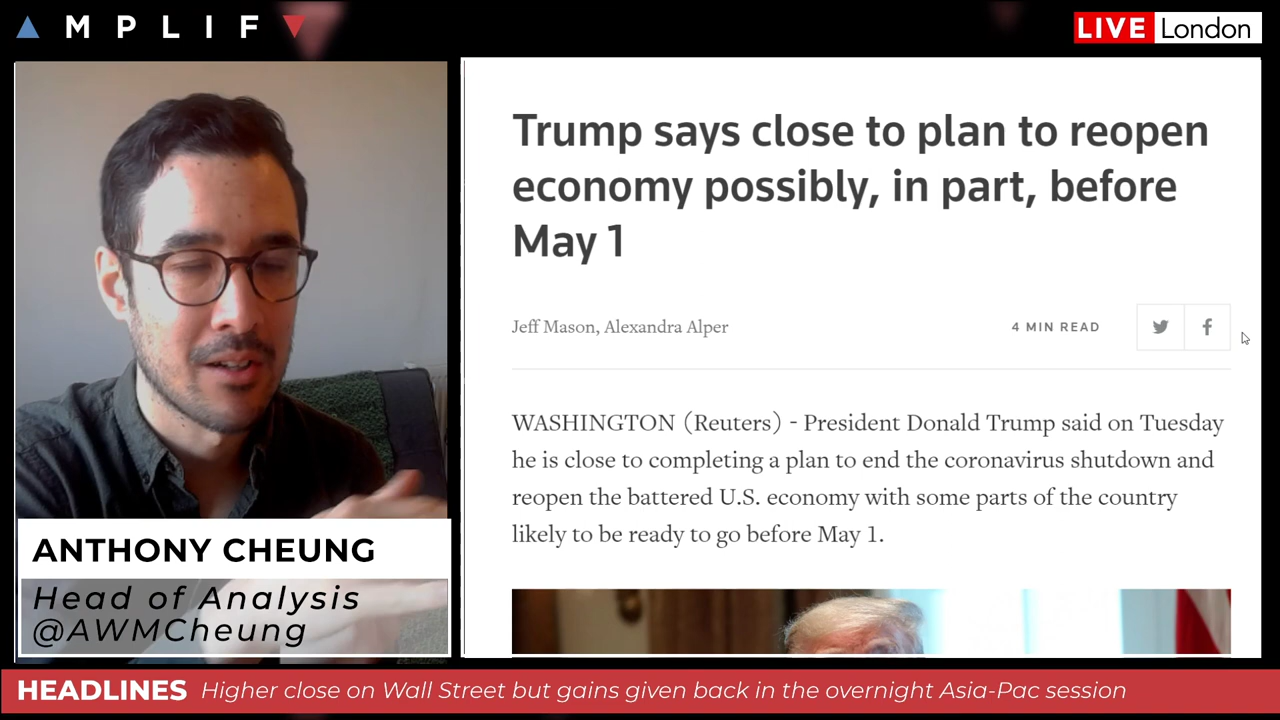 AMPLIFY
LIVE London
Trump says close to plan to reopen
economy possibly, in part, before
May 1
Jeff Mason, Alexandra Alper
4 MIN READ
WASHINGTON (Reuters) - President Donald Trump said on Tuesday
he is close to completing a plan to end the coronavirus shutdown and
reopen the battered U.S. economy with some parts of the country
likely to be ready to go before May 1.
ANTHONY CHEUNG
Head of Analysis
@AWMCheung
HEADLINES Higher close on Wall Street but gains given back in the overnight Asia-Pac session